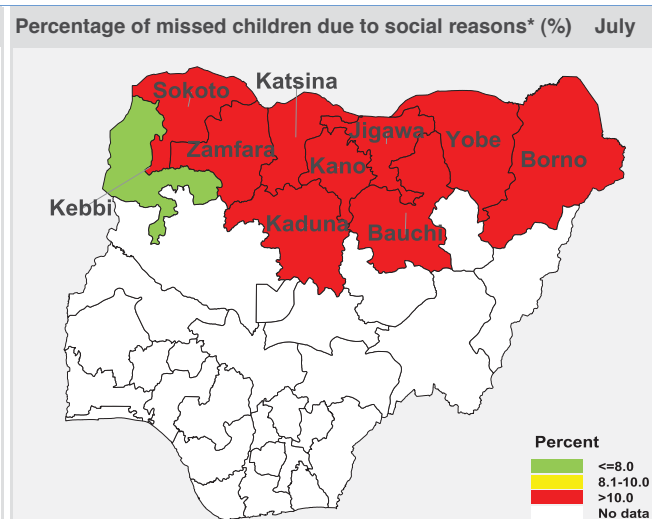 Percentage of missed children due to social reasons* (%) July
Katsina
Sokoto
Jigawa
Yobe
Zamfara
Kano
Borno
Kebbi
Kaduna
Bauchi
Percent
<=8.0
8.1-10.0
>10.0
No data